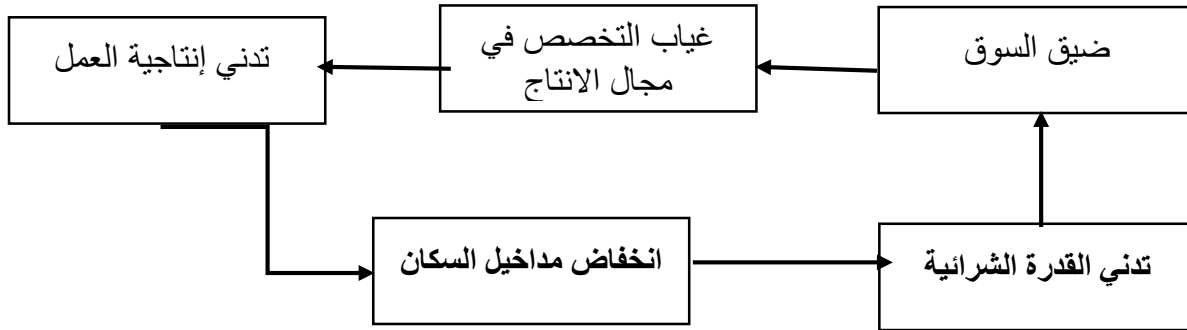 ضيق السوق
غياب التخصص في
مجال الانتاج
تدني إنتاجية العمل
انخفاض مداخيل السكان
تدني القدرة الشرائية